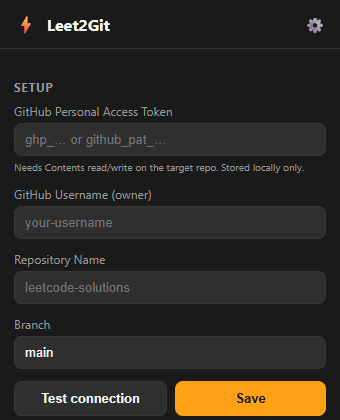 Leet2Git
SETUP
GitHub Personal Access Token
ghp_… or github_pat_…
Needs Contents read/write on the target repo. Stored locally only.
GitHub Username (owner)
your-username
Repository Name
leetcode-solutions
Branch
main
Test connection
Save